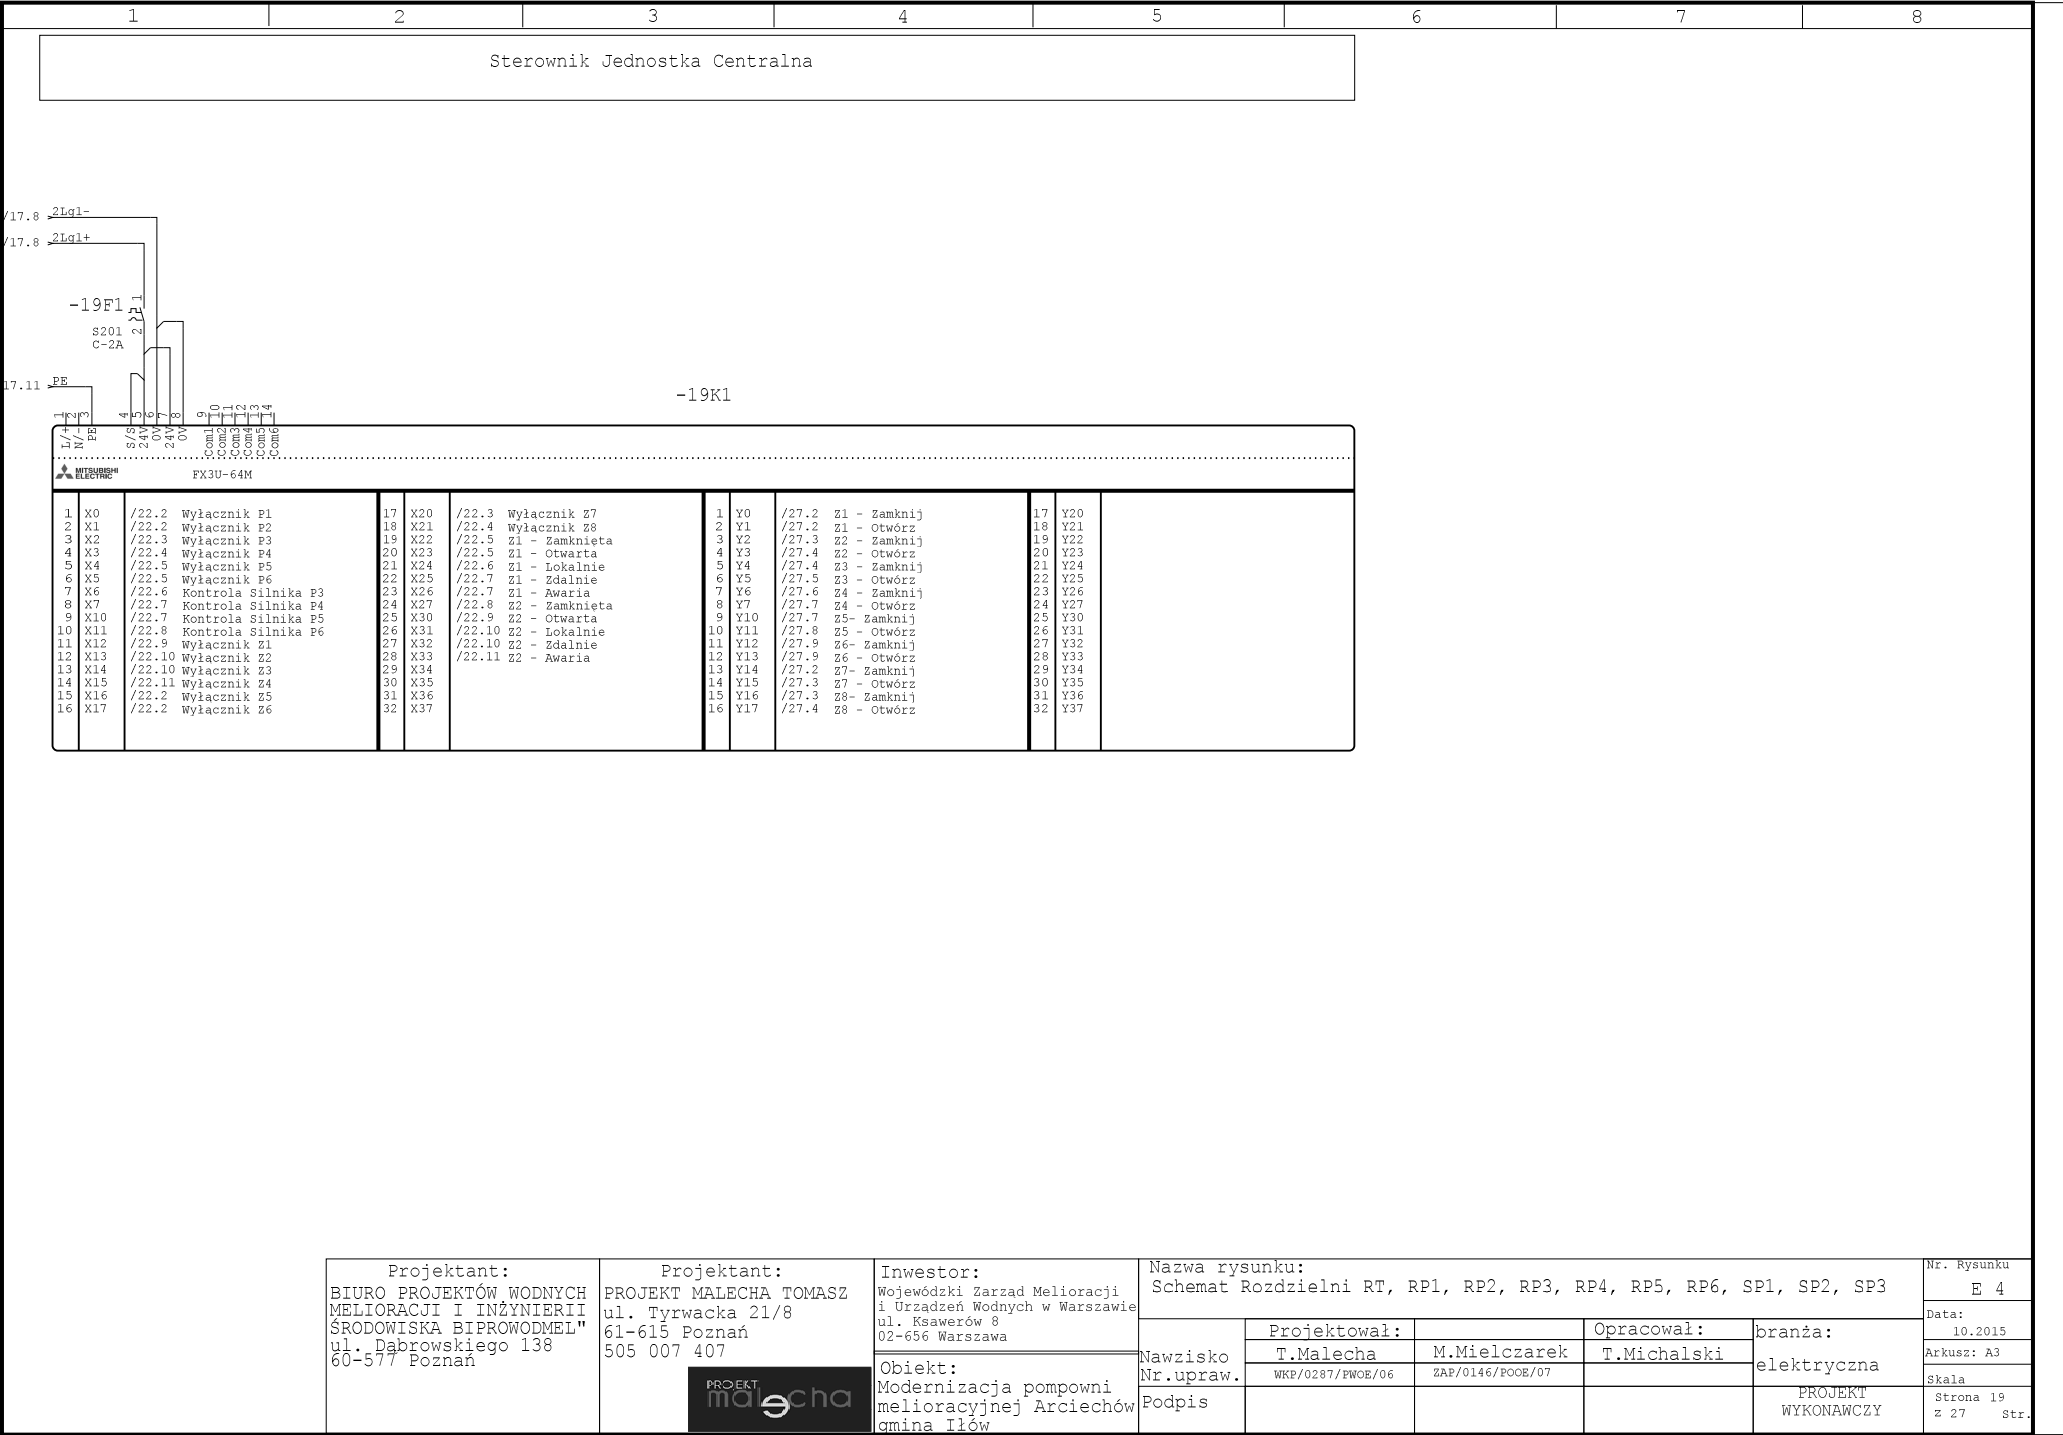 1 2 3 4 5 6 7 8
Sterownik Jednostka Centralna
/17.8 2Lq1-
/17.8 2Lq1+
-19F1 1
2
S201
C-2A
17.11 PE
-19K1
1 2 3 4 5 6 7 8 9 10 11 12 13 14
L/+ N/- PE S/S 24V 0V 24V 0V Com1 Com2 Com3 Com4 Com5 Com6
MITSUBISHI
ELECTRIC
FX3U-64M
1 X0 /22.2 Wyłącznik P1 17 X20 /22.3 Wyłącznik Z7 1 Y0 /27.2 Z1 - Zamknij 17 Y20
2 X1 /22.2 Wyłącznik P2 18 X21 /22.4 Wyłącznik Z8 2 Y1 /27.2 Z1 - Otwórz 18 Y21
3 X2 /22.3 Wyłącznik P3 19 X22 /22.5 Z1 - Zamknięta 3 Y2 /27.3 Z2 - Zamknij 19 Y22
4 X3 /22.4 Wyłącznik P4 20 X23 /22.5 Z1 - Otwarta 4 Y3 /27.4 Z2 - Otwórz 20 Y23
5 X4 /22.5 Wyłącznik P5 21 X24 /22.6 Z1 - Lokalnie 5 Y4 /27.4 Z3 - Zamknij 21 Y24
6 X5 /22.5 Wyłącznik P6 22 X25 /22.7 Z1 - Zdalnie 6 Y5 /27.5 Z3 - Otwórz 22 Y25
7 X6 /22.6 Kontrola Silnika P3 23 X26 /22.7 Z1 - Awaria 7 Y6 /27.6 Z4 - Zamknij 23 Y26
8 X7 /22.7 Kontrola Silnika P4 24 X27 /22.8 Z2 - Zamknięta 8 Y7 /27.7 Z4 - Otwórz 24 Y27
9 X10 /22.7 Kontrola Silnika P5 25 X30 /22.9 Z2 - Otwarta 9 Y10 /27.7 Z5- Zamknij 25 Y30
10 X11 /22.8 Kontrola Silnika P6 26 X31 /22.10 Z2 - Lokalnie 10 Y11 /27.8 Z5 - Otwórz 26 Y31
11 X12 /22.9 Wyłącznik Z1 27 X32 /22.10 Z2 - Zdalnie 11 Y12 /27.9 Z6- Zamknij 27 Y32
12 X13 /22.10 Wyłącznik Z2 28 X33 /22.11 Z2 - Awaria 12 Y13 /27.9 Z6 - Otwórz 28 Y33
13 X14 /22.10 Wyłącznik Z3 29 X34 13 Y14 /27.2 Z7- Zamknij 29 Y34
14 X15 /22.11 Wyłącznik Z4 30 X35 14 Y15 /27.3 Z7 - Otwórz 30 Y35
15 X16 /22.2 Wyłącznik Z5 31 X36 15 Y16 /27.3 Z8- Zamknij 31 Y36
16 X17 /22.2 Wyłącznik Z6 32 X37 16 Y17 /27.4 Z8 - Otwórz 32 Y37
Projektant:
BIURO PROJEKTÓW WODNYCH
MELIORACJI I INŻYNIERII
ŚRODOWISKA BIPROWODMEL"
ul. Dąbrowskiego 138
60-577 Poznań
Projektant:
PROJEKT MALECHA TOMASZ
ul. Tyrwacka 21/8
61-615 Poznań
505 007 407
PROJEKT
malecha
Inwestor:
Wojewódzki Zarząd Melioracji
i Urządzeń Wodnych w Warszawie
ul. Ksawerów 8
02-656 Warszawa
Obiekt:
Modernizacja pompowni
melioracyjnej Arciechów
gmina Iłów
Nazwa rysunku:
Schemat Rozdzielni RT, RP1, RP2, RP3, RP4, RP5, RP6, SP1, SP2, SP3
Projektował: Opracował:
Nawzisko T.Malecha M.Mielczarek T.Michalski
Nr.upraw. WKP/0287/PWOE/06 ZAP/0146/POOE/07
Podpis
branża:
elektryczna
PROJEKT
WYKONAWCZY
Nr. Rysunku
E 4
Data:
10.2015
Arkusz: A3
Skala
Strona 19
z 27 Str.